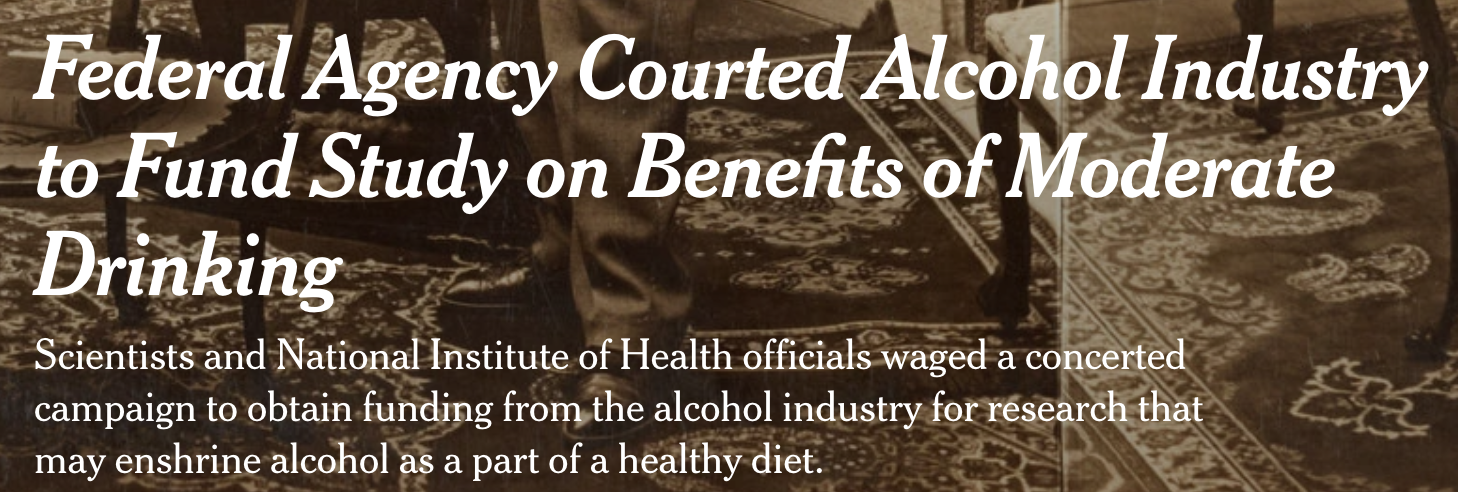 Federal Agency Courted Alcohol Industry
to Fund Study on Benefits of Moderate
Drinking
Scientists and National Institute of Health officials waged a concerted
campaign to obtain funding from the alcohol industry for research that
may enshrine alcohol as a part of a healthy diet.